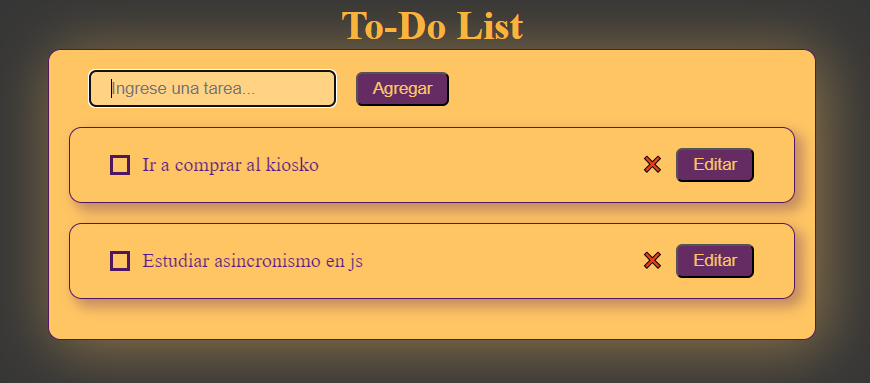 To-Do List
Ingrese una tarea...
Agregar
Ir a comprar al kiosko
Editar
Estudiar asincronismo en js
Editar